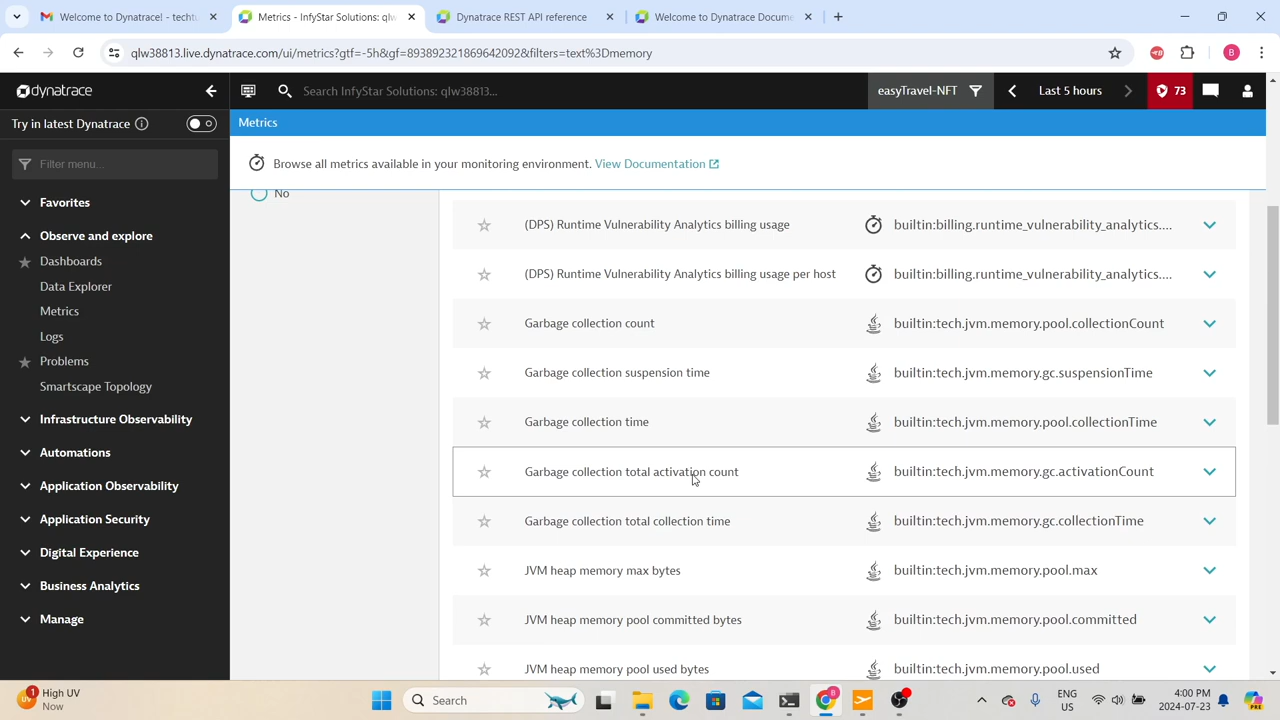 Welcome to Dynatrace! - techtu
Metrics - InfyStar Solutions: qlw
Dynatrace REST API reference
Welcome to Dynatrace Docume
qlw38813.live.dynatrace.com/ui/metrics?gtf=-5h&gf=893892321869642092&filters=text%3Dmemory
B
dynatrace
Search InfyStar Solutions: qlw38813...
easyTravel-NFT
Last 5 hours
73
Try in latest Dynatrace
Metrics
Filter menu...
Browse all metrics available in your monitoring environment. View Documentation
No
Favorites
Observe and explore
Dashboards
Data Explorer
Metrics
Logs
Problems
Smartscape Topology
Infrastructure Observability
Automations
Application Observability
Application Security
Digital Experience
Business Analytics
Manage
(DPS) Runtime Vulnerability Analytics billing usage builtin:billing.runtime_vulnerability_analytics....
(DPS) Runtime Vulnerability Analytics billing usage per host builtin:billing.runtime_vulnerability_analytics....
Garbage collection count builtin:tech.jvm.memory.pool.collectionCount
Garbage collection suspension time builtin:tech.jvm.memory.gc.suspensionTime
Garbage collection time builtin:tech.jvm.memory.pool.collectionTime
Garbage collection total activation count builtin:tech.jvm.memory.gc.activationCount
Garbage collection total collection time builtin:tech.jvm.memory.gc.collectionTime
JVM heap memory max bytes builtin:tech.jvm.memory.pool.max
JVM heap memory pool committed bytes builtin:tech.jvm.memory.pool.committed
JVM heap memory pool used bytes builtin:tech.jvm.memory.pool.used
1
High UV
Now
Search
ENG
US
4:00 PM
2024-07-23